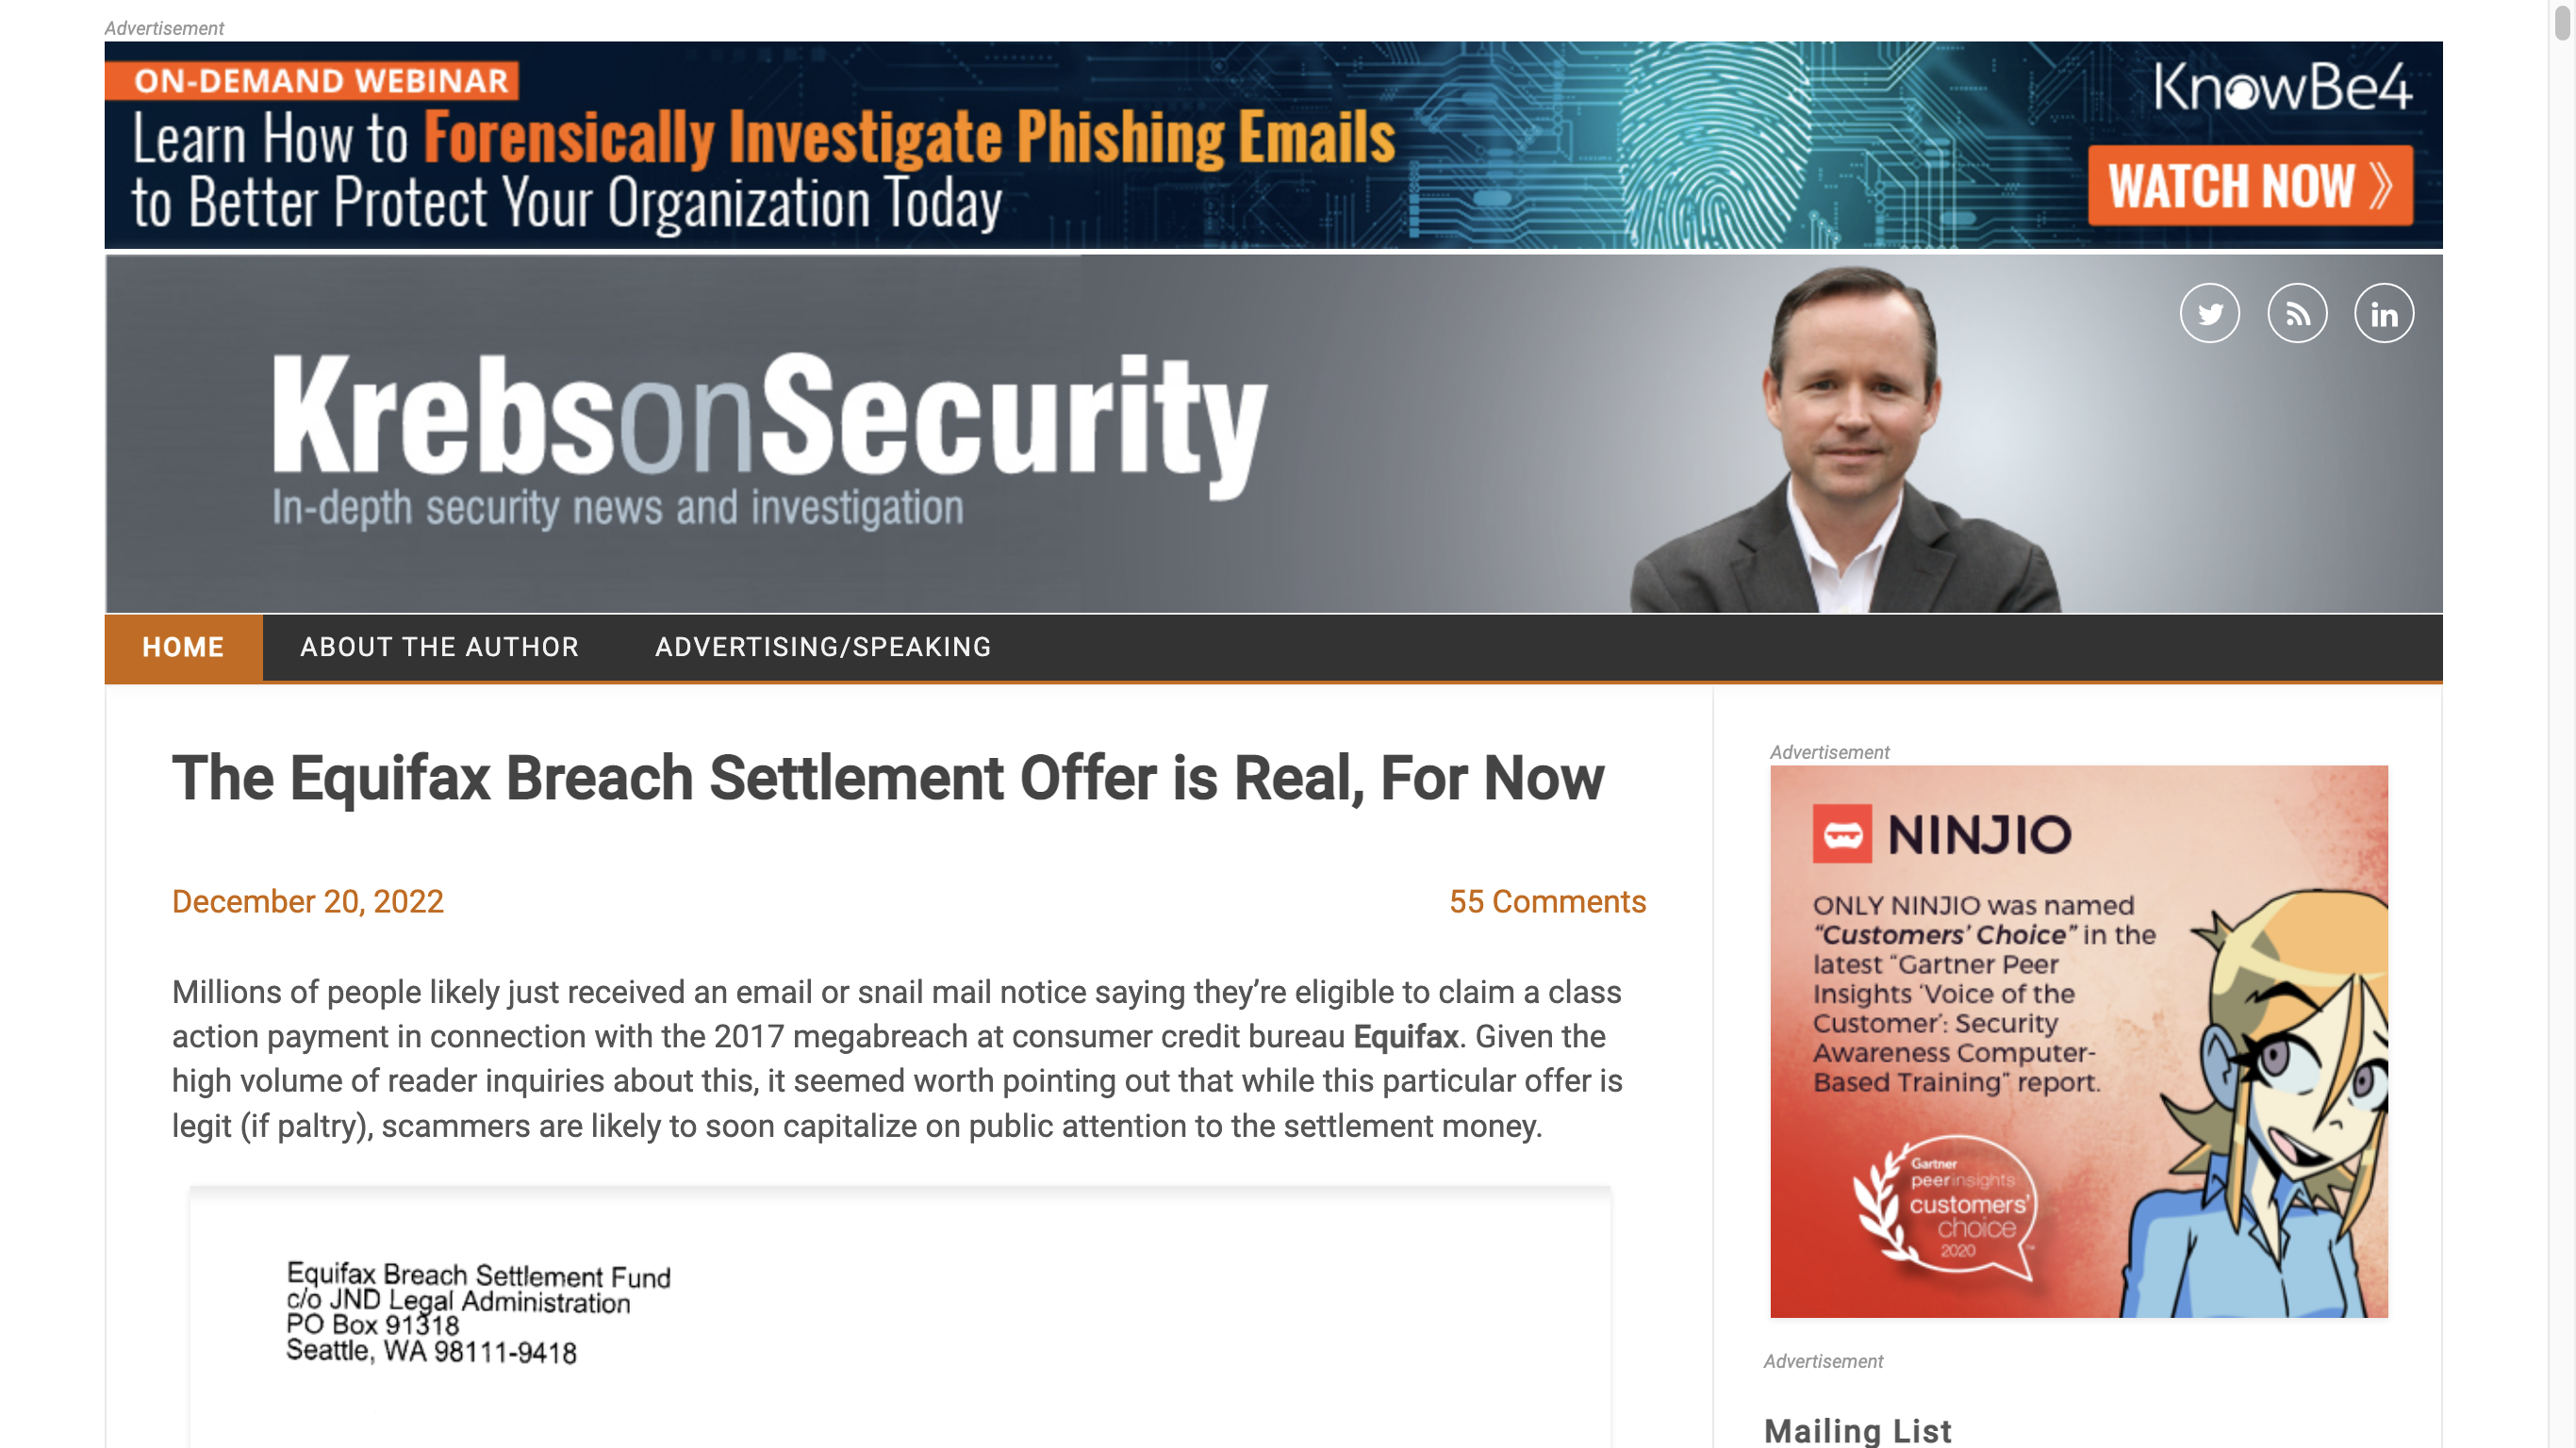 Advertisement
ON-DEMAND WEBINAR
Learn How to Forensically Investigate Phishing Emails
to Better Protect Your Organization Today
KnowBe4
WATCH NOW
KrebsonSecurity
In-depth security news and investigation
in
HOME ABOUT THE AUTHOR ADVERTISING/SPEAKING
The Equifax Breach Settlement Offer is Real, For Now
December 20, 2022
55 Comments
Millions of people likely just received an email or snail mail notice saying they’re eligible to claim a class
action payment in connection with the 2017 megabreach at consumer credit bureau Equifax. Given the
high volume of reader inquiries about this, it seemed worth pointing out that while this particular offer is
legit (if paltry), scammers are likely to soon capitalize on public attention to the settlement money.
Equifax Breach Settlement Fund
c/o JND Legal Administration
PO Box 91318
Seattle, WA 98111-9418
Advertisement
NINJIO
ONLY NINJIO was named
“Customers’ Choice” in the
latest “Gartner Peer
Insights ‘Voice of the
Customer’: Security
Awareness Computer-
Based Training” report.
Gartner
peerinsights
customers’
choice
2020
Advertisement
Mailing List